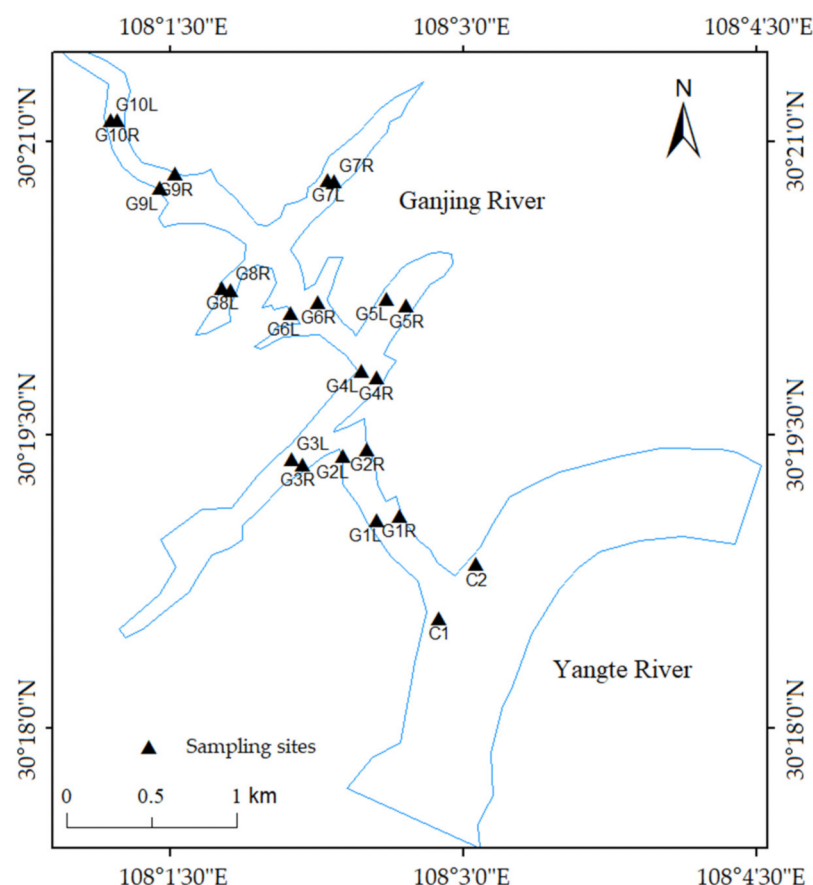 108°1'30"E 108°3'0"E 108°4'30"E
N
30°21'0"N 30°21'0"N
G10L
G10R
G7R
G9R
G7L
G9L
Ganjing River
G8R
G8L
G5L
G6R
G5R
G6L
G4L
G4R
30°19'30"N 30°19'30"N
G3L
G2R
G2L
G3R
G1R
G1L
C2
C1
Yangte River
30°18'0"N 30°18'0"N
Sampling sites
0 0.5 1 km
108°1'30"E 108°3'0"E 108°4'30"E